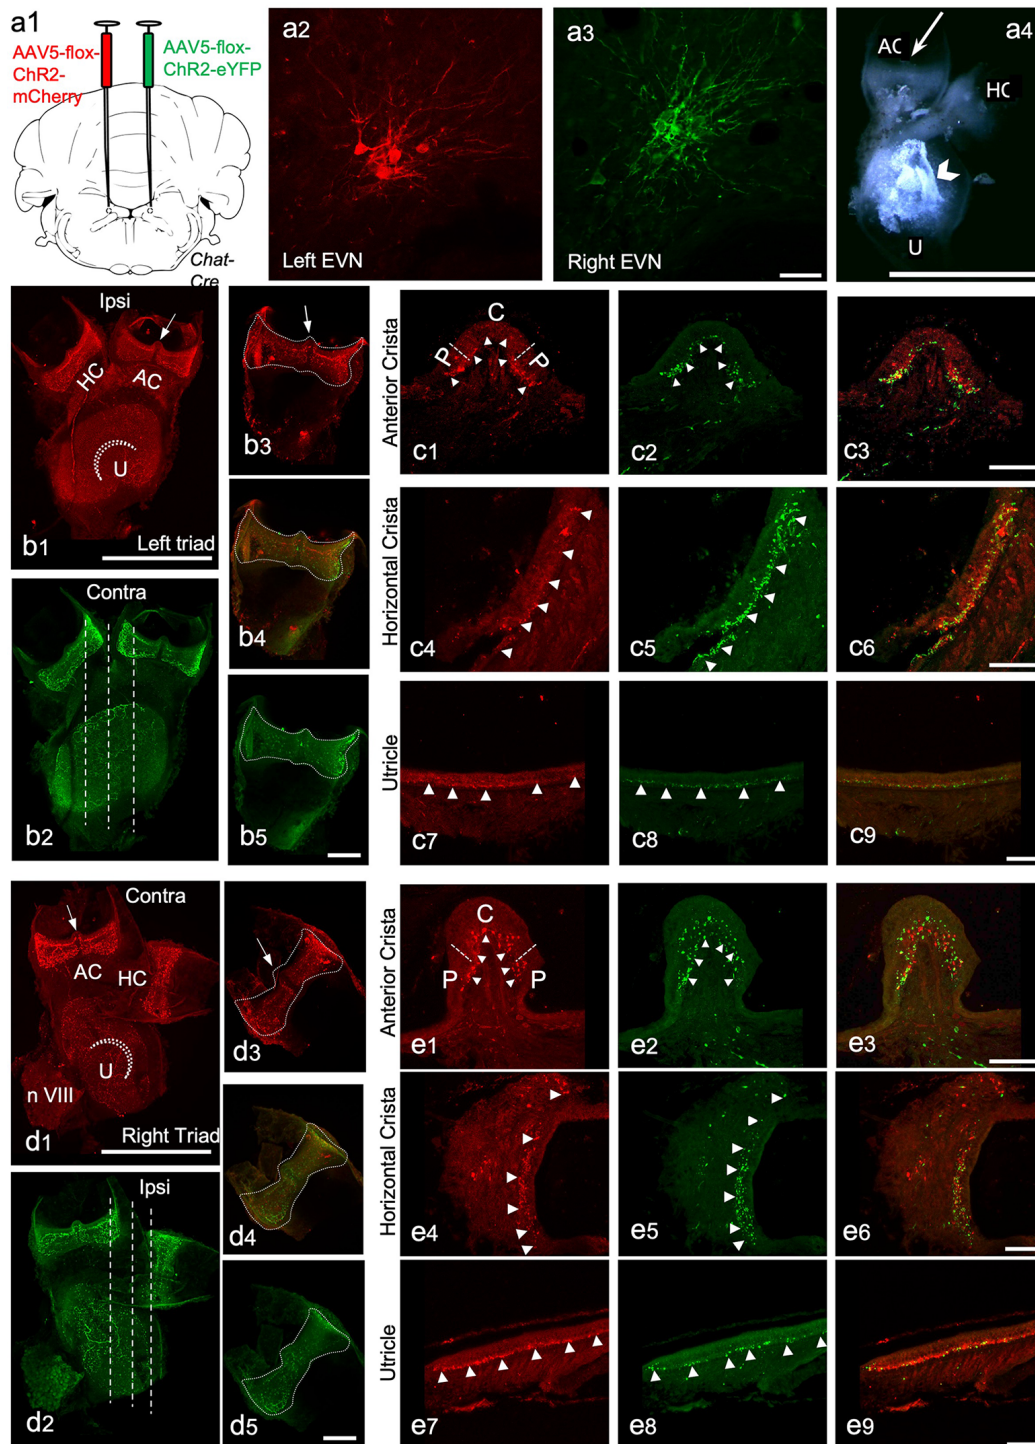 a1
AAV5-flox-
ChR2-
mCherry
AAV5-flox-
ChR2-eYFP
Chat-
Cre
a2
Left EVN
a3
Right EVN
a4
AC
HC
U
Ipsi
HC
AC
U
b1
Left triad
Contra
b2
b3
b4
b5
Anterior Crista
C
P
P
c1
c2
c3
Horizontal Crista
c4
c5
c6
Utricle
c7
c8
c9
Contra
AC
HC
U
n VIII
d1
Right Triad
Ipsi
d2
d3
d4
d5
Anterior Crista
C
P
P
e1
e2
e3
Horizontal Crista
e4
e5
e6
Utricle
e7
e8
e9